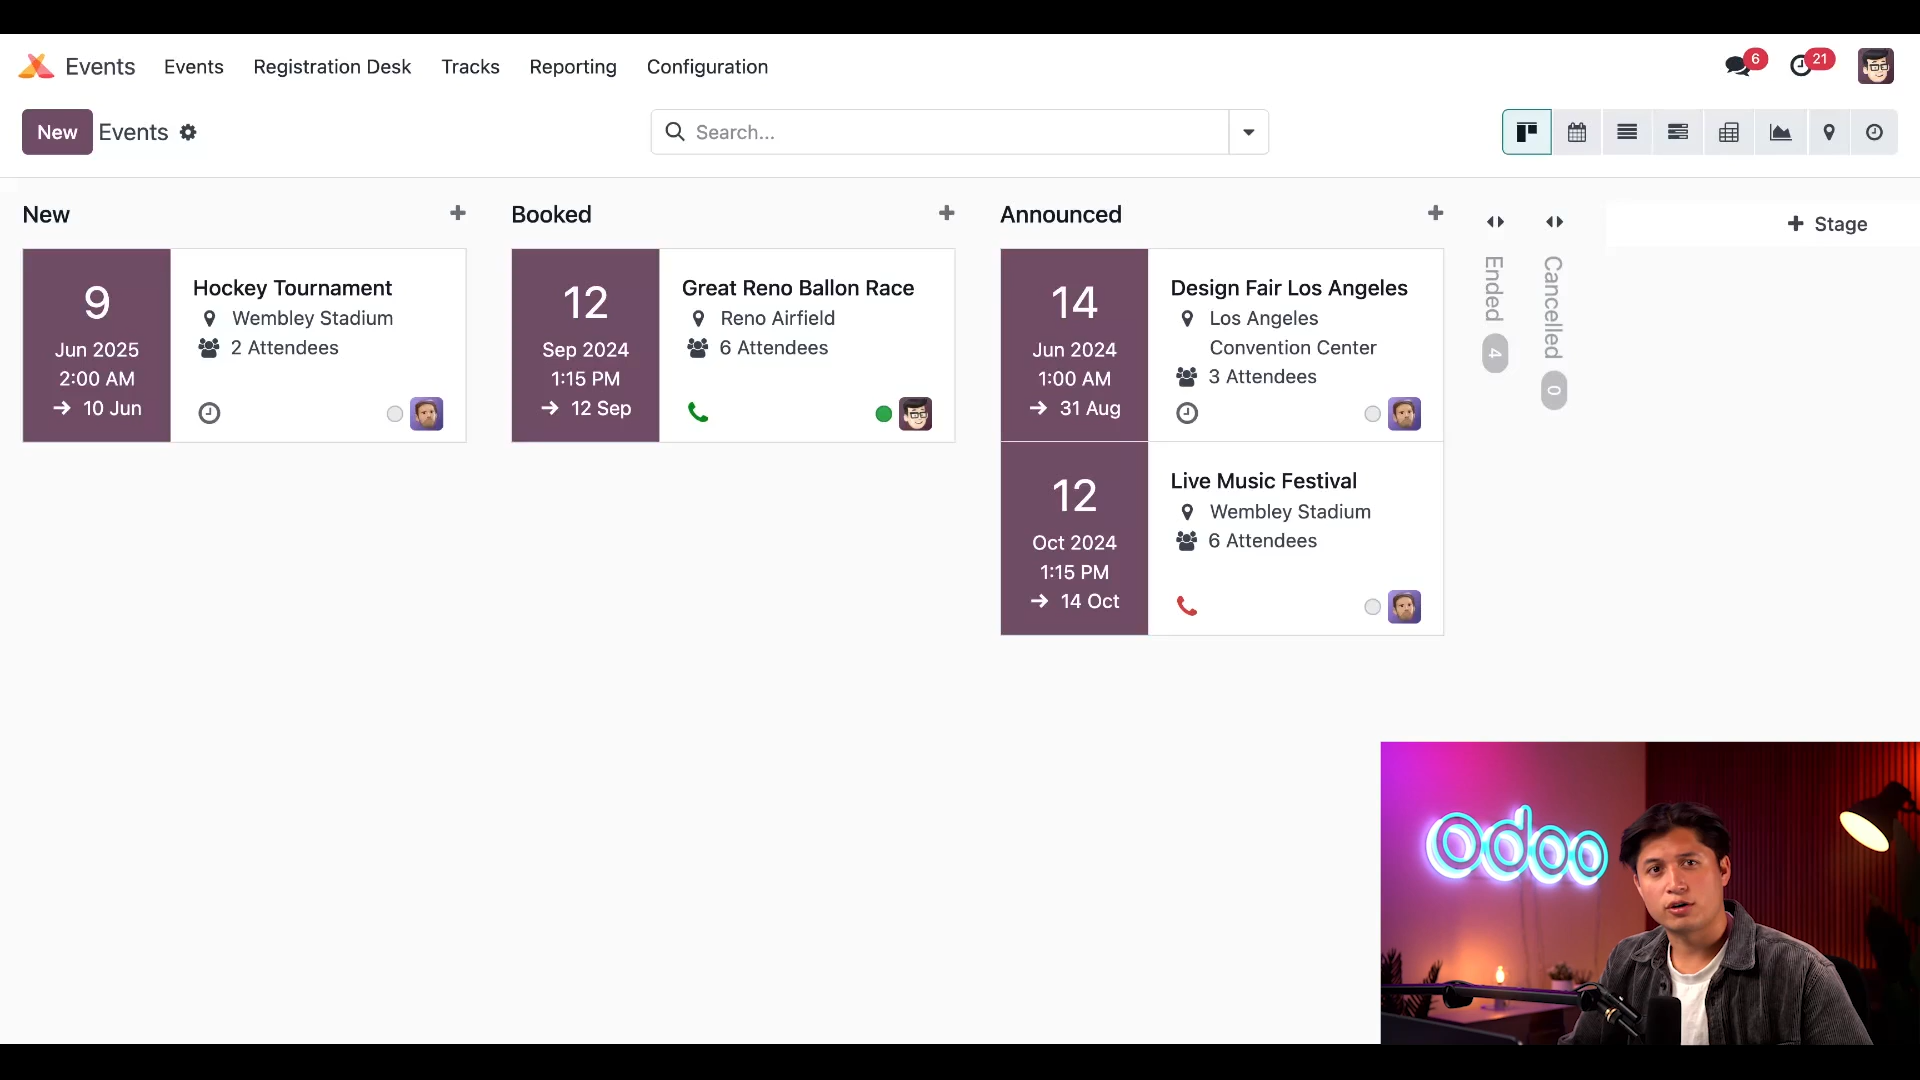 Events
Events
Registration Desk
Tracks
Reporting
Configuration
6
21
New
Events
Search...
New
Booked
Announced
Stage
9
Jun 2025
2:00 AM
→ 10 Jun
Hockey Tournament
Wembley Stadium
2 Attendees
12
Sep 2024
1:15 PM
→ 12 Sep
Great Reno Ballon Race
Reno Airfield
6 Attendees
14
Jun 2024
1:00 AM
→ 31 Aug
Design Fair Los Angeles
Los Angeles
Convention Center
3 Attendees
12
Oct 2024
1:15 PM
→ 14 Oct
Live Music Festival
Wembley Stadium
6 Attendees
Ended
4
Cancelled
0
odoo